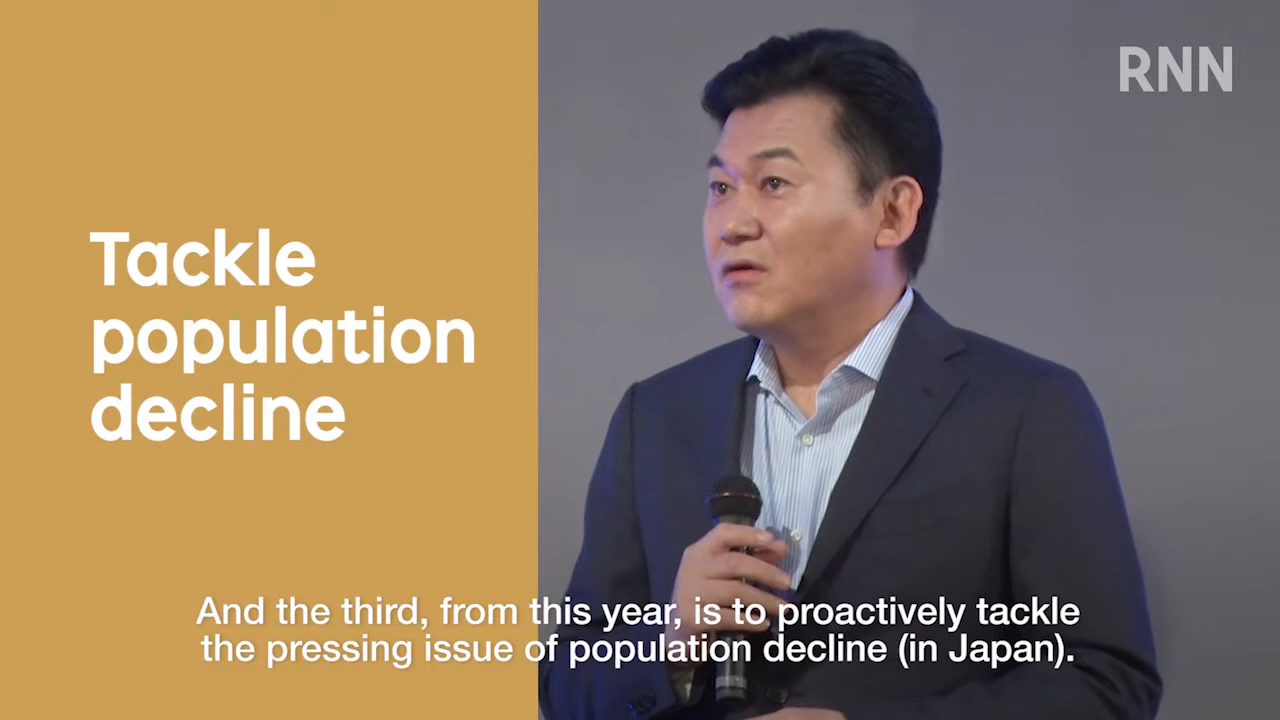 RNN
Tackle
population
decline
And the third, from this year, is to proactively tackle
the pressing issue of population decline (in Japan).